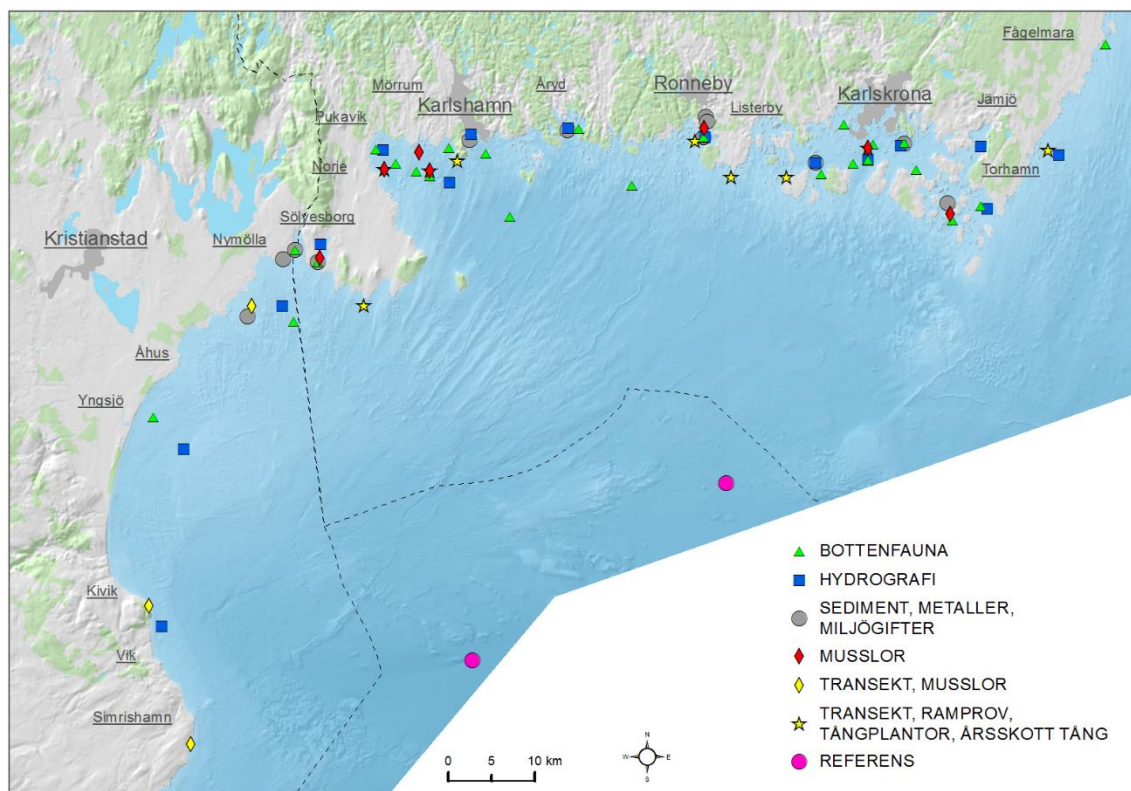 Fågelmara
Mörrum
Åryd
Ronneby
Karlshamn
Listerby
Karlskrona
Jämjö
Pukavik
Norje
Torhamn
Sölvesborg
Nymölla
Kristianstad
Åhus
Yngsjö
Kivik
Vik
Simrishamn
BOTTENFAUNA
HYDROGRAFI
SEDIMENT, METALLER,
MILJÖGIFTER
MUSSLOR
TRANSEKT, MUSSLOR
TRANSEKT, RAMPROV,
TÅNGPLANTOR, ÅRSSKOTT TÅNG
REFERENS
N
W E
S
0 5 10 km